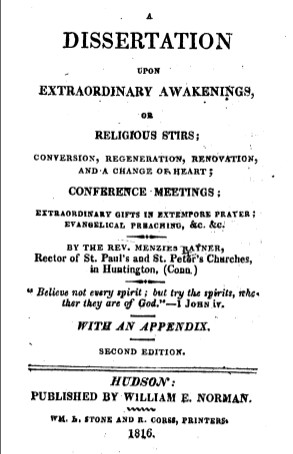 A
DISSERTATION
UPON
EXTRAORDINARY AWAKENINGS,
OR
RELIGIOUS STIRS;
CONVERSION, REGENERATION, RENOVATION,
AND A CHANGE OF HEART;
CONFERENCE MEETINGS;
EXTRAORDINARY GIFTS IN EXTEMPORE PRAYER;
EVANGELICAL PREACHING, &c. &c.
BY THE REV. MENZIES RAYNER,
Rector of St. Paul's and St. Peter's Churches,
in Huntington, (Conn.)
"Believe not every spirit; but try the spirits, whe-
ther they are of God."—1 JOHN iv.
WITH AN APPENDIX.
SECOND EDITION.
HUDSON:
PUBLISHED BY WILLIAM E. NORMAN.
WM. L. STONE AND R. CORSS, PRINTERS.
1816.